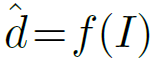 d̂ = f(I)